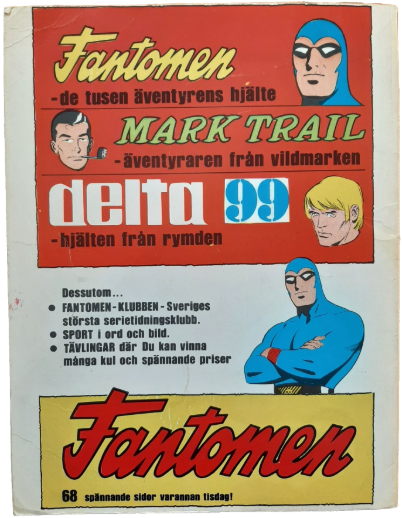 Fantomen
-de tusen äventyrens hjälte
MARK TRAIL
-äventyraren från vildmarken
delta 99
-hjälten från rymden
Dessutom...
● FANTOMEN-KLUBBEN-Sveriges
största serietidningsklubb.
● SPORT i ord och bild.
● TÄVLINGAR där Du kan vinna
många kul och spännande priser
Fantomen
68 spännande sidor varannan tisdag!